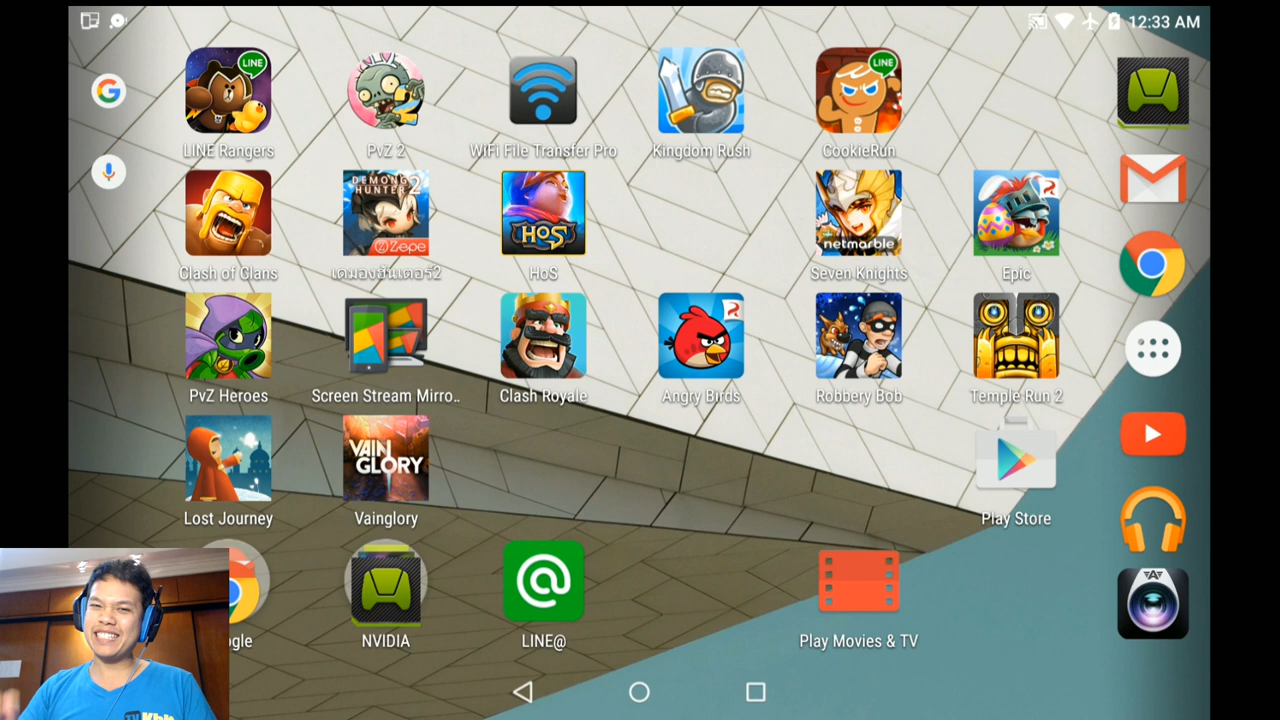 12:33 AM
LINE
LINE
LINE Rangers
PvZ 2
WiFi File Transfer Pro
Kingdom Rush
CookieRun
DEMONG HUNTER 2
Zepe
HOS
netmarble
Clash of Clans
เดมองฮันเตอร์2
HoS
Seven Knights
Epic
PvZ Heroes
Screen Stream Mirro..
Clash Royale
Angry Birds
Robbery Bob
Temple Run 2
VAIN
GLORY
Lost Journey
Vainglory
Play Store
gle
NVIDIA
LINE@
Play Movies & TV